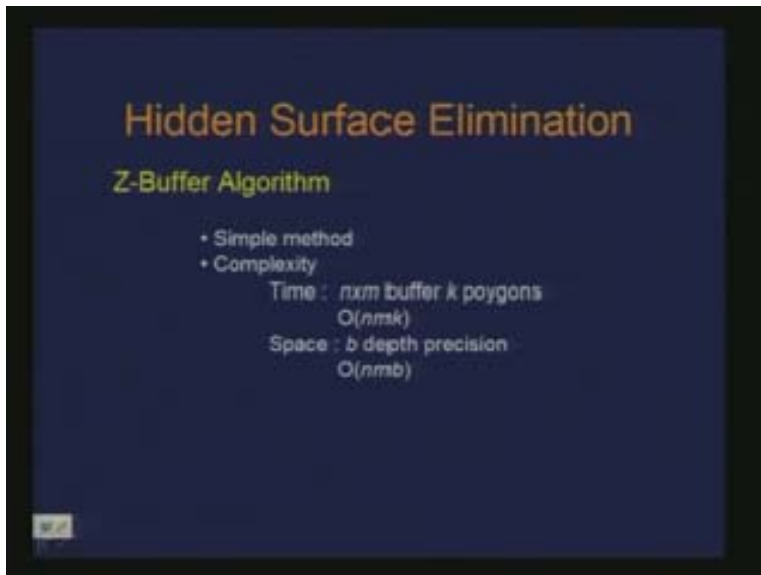 Hidden Surface Elimination
Z-Buffer Algorithm
• Simple method
• Complexity
Time : nxm buffer k poygons
O(nmk)
Space : b depth precision
O(nmb)